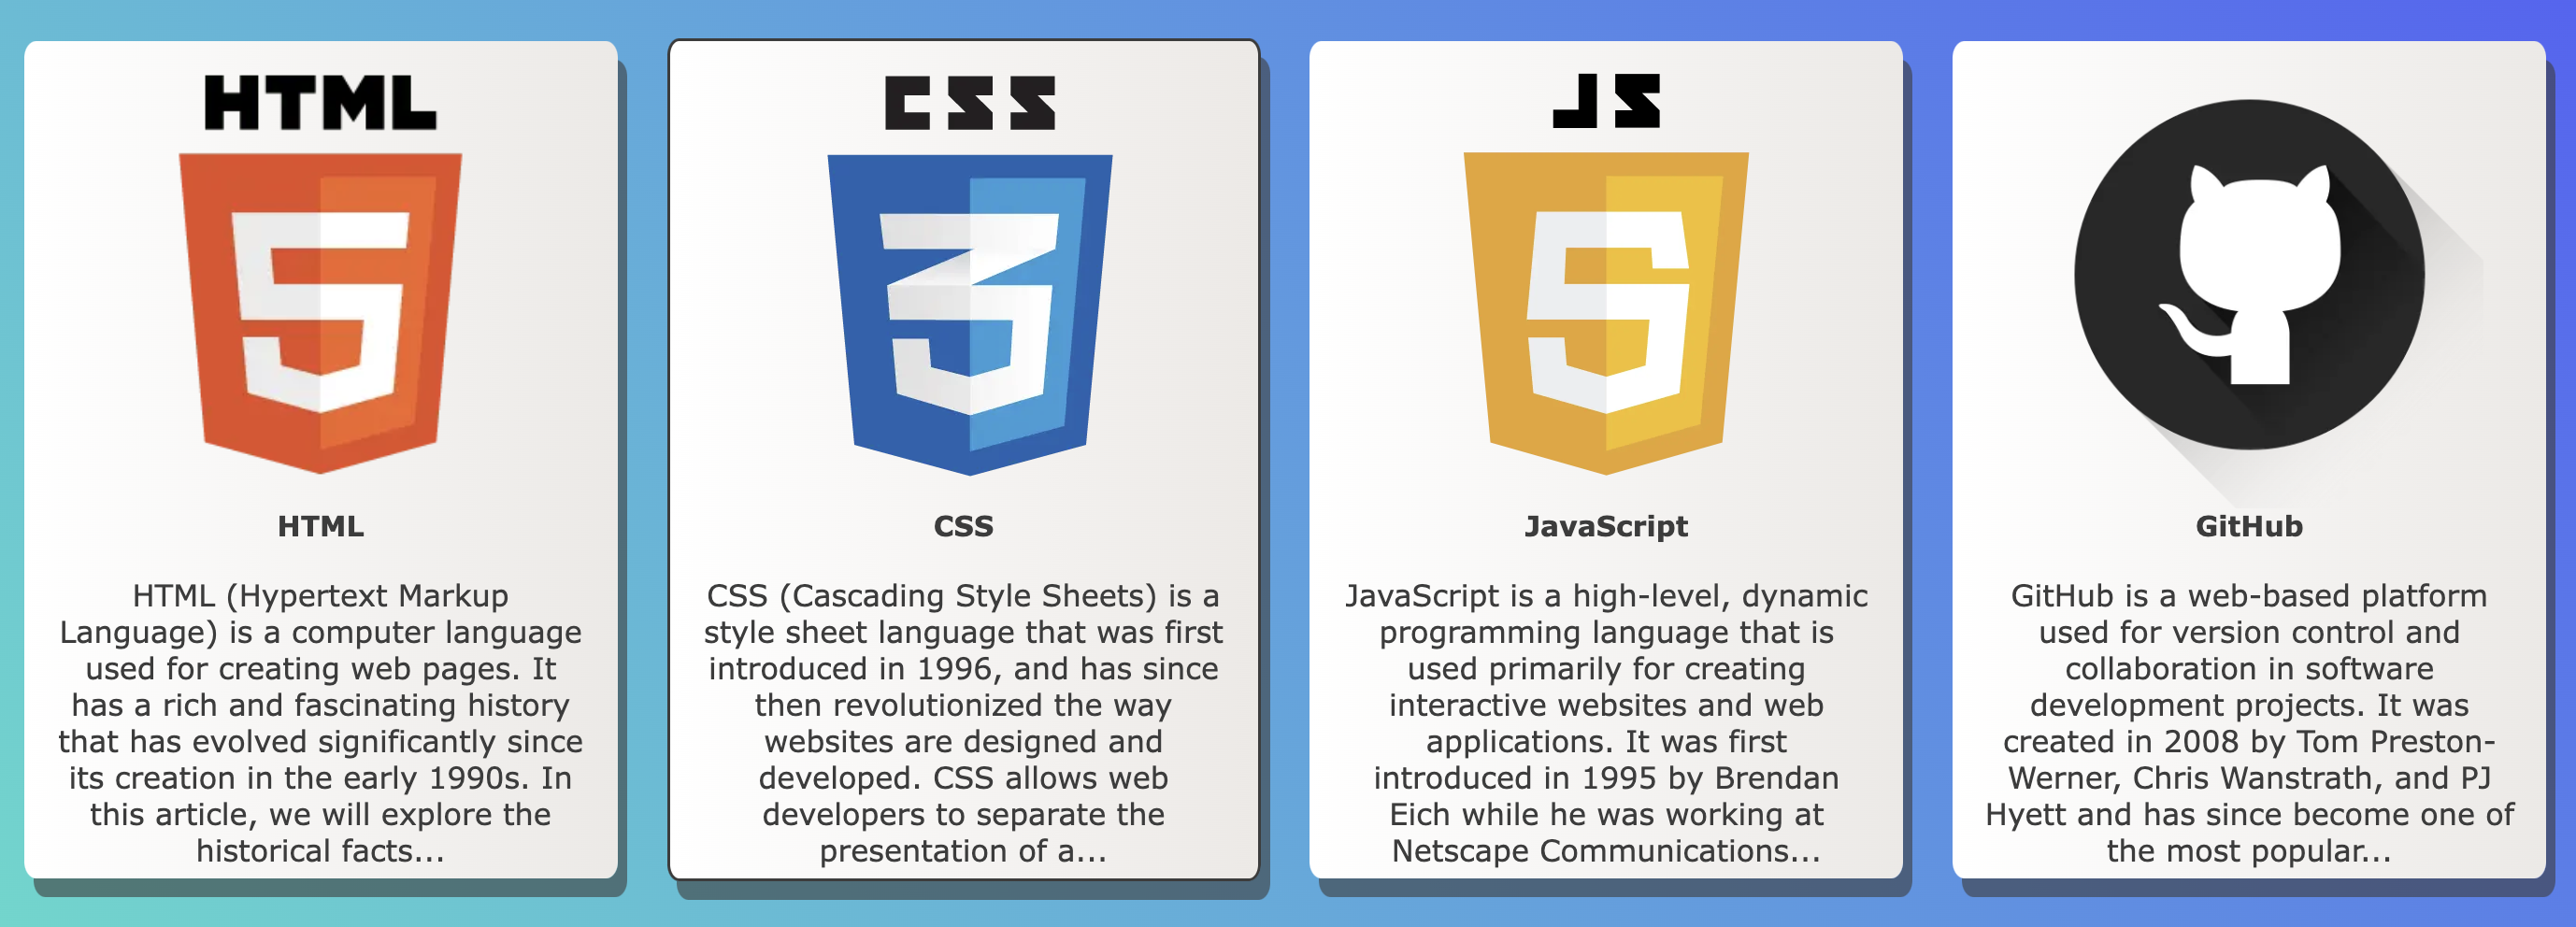 HTML
5
HTML
HTML (Hypertext Markup
Language) is a computer language
used for creating web pages. It
has a rich and fascinating history
that has evolved significantly since
its creation in the early 1990s. In
this article, we will explore the
historical facts...
CSS
3
CSS
CSS (Cascading Style Sheets) is a
style sheet language that was first
introduced in 1996, and has since
then revolutionized the way
websites are designed and
developed. CSS allows web
developers to separate the
presentation of a...
JS
5
JavaScript
JavaScript is a high-level, dynamic
programming language that is
used primarily for creating
interactive websites and web
applications. It was first
introduced in 1995 by Brendan
Eich while he was working at
Netscape Communications...
GitHub
GitHub is a web-based platform
used for version control and
collaboration in software
development projects. It was
created in 2008 by Tom Preston-
Werner, Chris Wanstrath, and PJ
Hyett and has since become one of
the most popular...